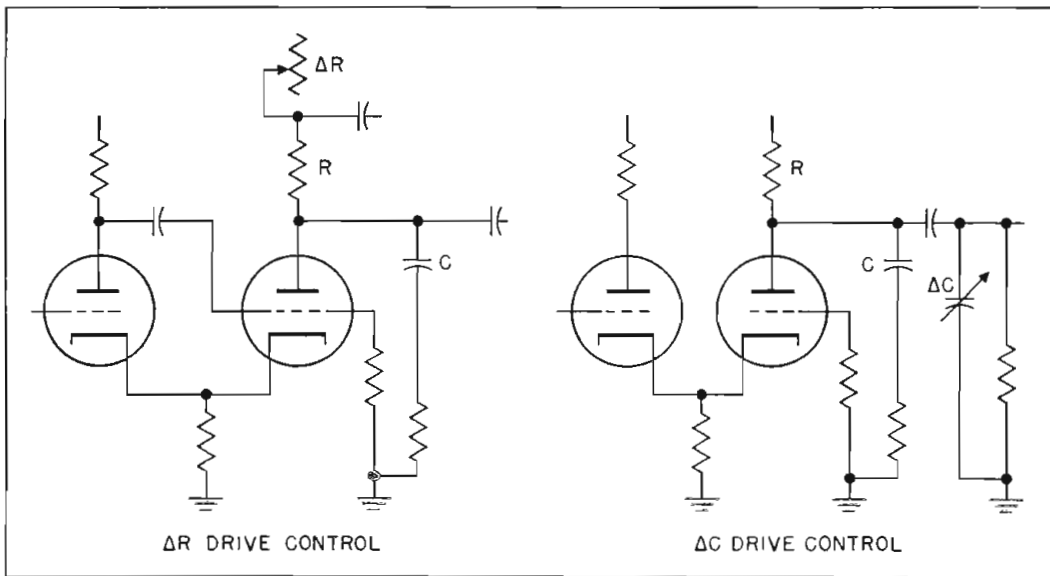 ΔR
R
C
ΔR DRIVE CONTROL
R
C
ΔC
ΔC DRIVE CONTROL